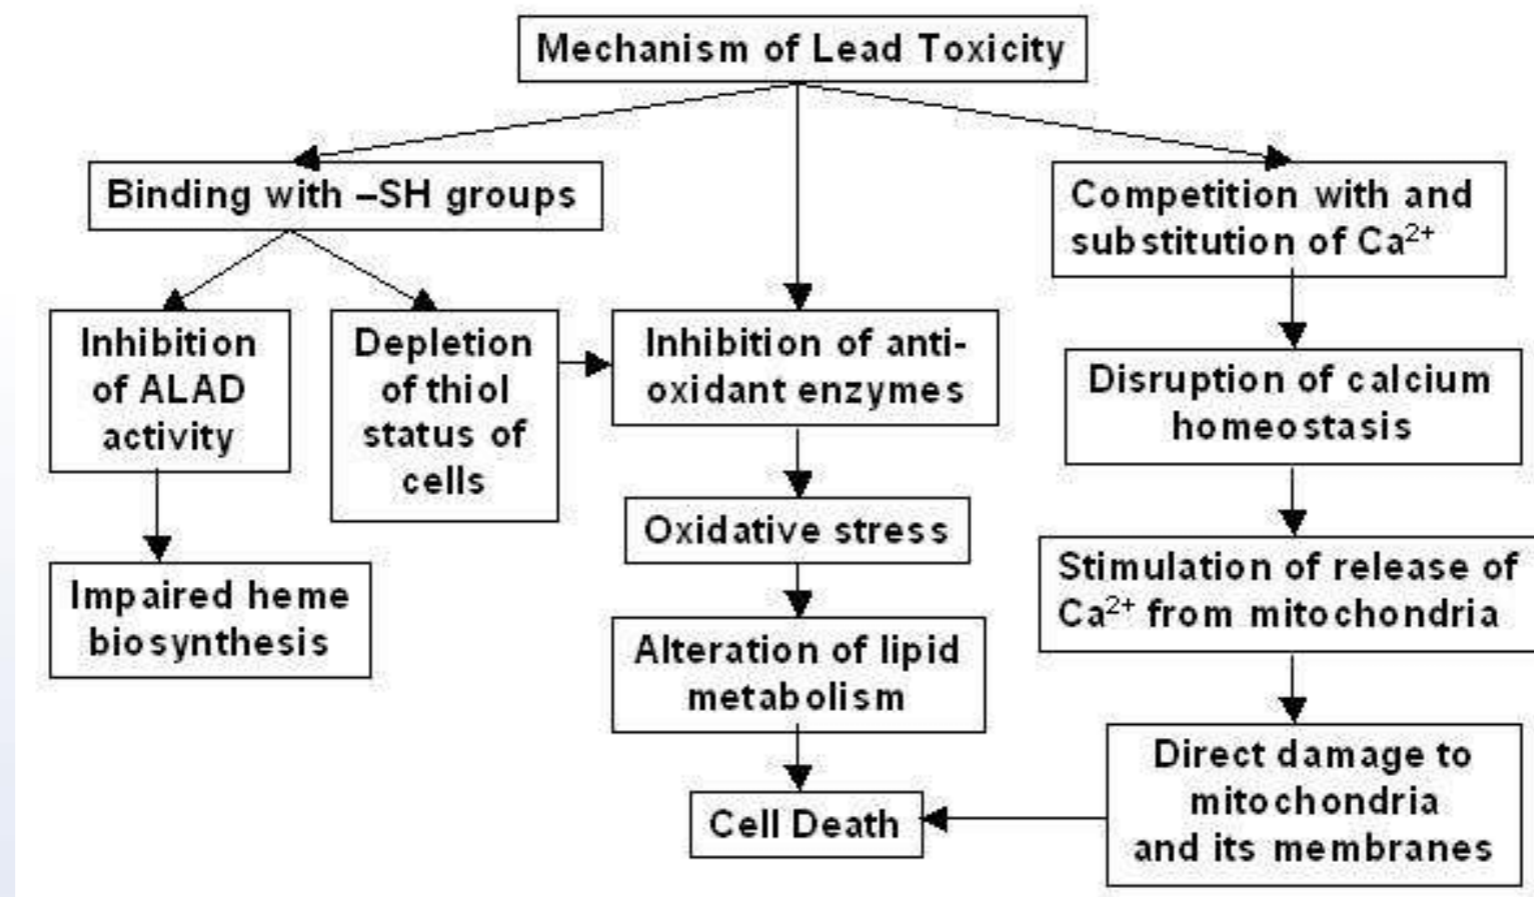 Mechanism of Lead Toxicity
Binding with –SH groups
Competition with and
substitution of Ca²⁺
Inhibition
of ALAD
activity
Depletion
of thiol
status of
cells
Inhibition of anti-
oxidant enzymes
Disruption of calcium
homeostasis
Oxidative stress
Stimulation of release of
Ca²⁺ from mitochondria
Impaired heme
biosynthesis
Alteration of lipid
metabolism
Direct damage to
mitochondria
and its membranes
Cell Death